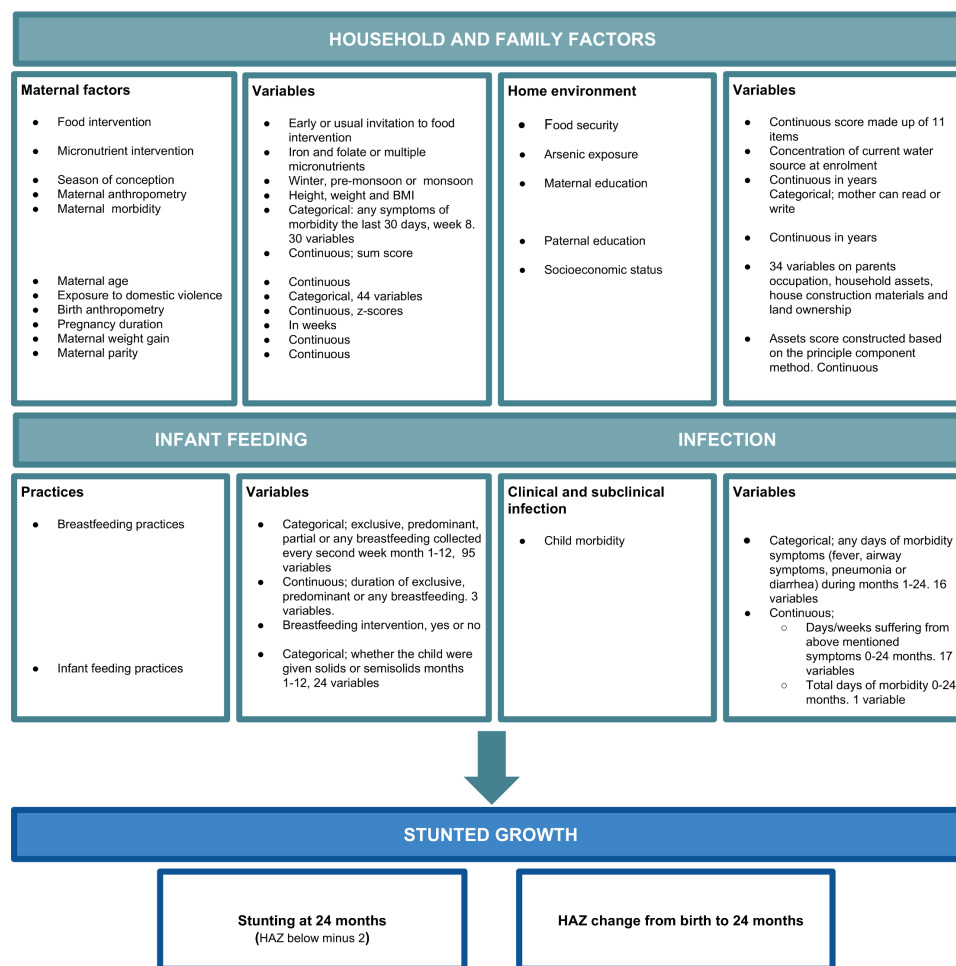 HOUSEHOLD AND FAMILY FACTORS
Maternal factors
● Food intervention
● Micronutrient intervention
● Season of conception
● Maternal anthropometry
● Maternal morbidity
● Maternal age
● Exposure to domestic violence
● Birth anthropometry
● Pregnancy duration
● Maternal weight gain
● Maternal parity
Variables
● Early or usual invitation to food
intervention
● Iron and folate or multiple
micronutrients
● Winter, pre-monsoon or monsoon
● Height, weight and BMI
● Categorical: any symptoms of
morbidity the last 30 days, week 8.
30 variables
● Continuous; sum score
● Continuous
● Categorical, 44 variables
● Continuous, z-scores
● In weeks
● Continuous
● Continuous
Home environment
● Food security
● Arsenic exposure
● Maternal education
● Paternal education
● Socioeconomic status
Variables
● Continuous score made up of 11
items
● Concentration of current water
source at enrolment
● Continuous in years
Categorical; mother can read or
write
● Continuous in years
● 34 variables on parents
occupation, household assets,
house construction materials and
land ownership
● Assets score constructed based
on the principle component
method. Continuous
INFANT FEEDING
INFECTION
Practices
● Breastfeeding practices
● Infant feeding practices
Variables
● Categorical; exclusive, predominant,
partial or any breastfeeding collected
every second week month 1-12, 95
variables
● Continuous; duration of exclusive,
predominant or any breastfeeding. 3
variables.
● Breastfeeding intervention, yes or no
● Categorical; whether the child were
given solids or semisolids months
1-12, 24 variables
Clinical and subclinical
infection
● Child morbidity
Variables
● Categorical; any days of morbidity
symptoms (fever, airway
symptoms, pneumonia or
diarrhea) during months 1-24. 16
variables
● Continuous;
○ Days/weeks suffering from
above mentioned
symptoms 0-24 months. 17
variables
○ Total days of morbidity 0-24
months. 1 variable
STUNTED GROWTH
Stunting at 24 months
(HAZ below minus 2)
HAZ change from birth to 24 months